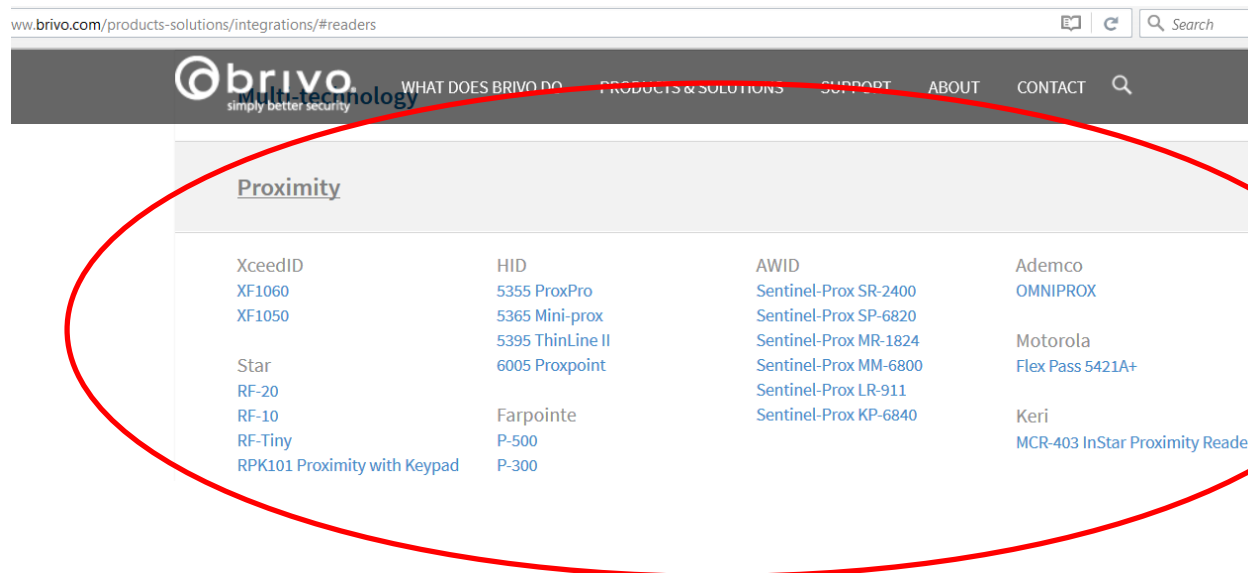 ww.brivo.com/products-solutions/integrations/#readers
Search
brivo.
simply better security
WHAT DOES BRIVO DO
PRODUCTS & SOLUTIONS
SUPPORT
ABOUT
CONTACT
Multi-technology
Proximity
XceedID
XF1060
XF1050
Star
RF-20
RF-10
RF-Tiny
RPK101 Proximity with Keypad
HID
5355 ProxPro
5365 Mini-prox
5395 ThinLine II
6005 Proxpoint
Farpointe
P-500
P-300
AWID
Sentinel-Prox SR-2400
Sentinel-Prox SP-6820
Sentinel-Prox MR-1824
Sentinel-Prox MM-6800
Sentinel-Prox LR-911
Sentinel-Prox KP-6840
Ademco
OMNIPROX
Motorola
Flex Pass 5421A+
Keri
MCR-403 InStar Proximity Reade